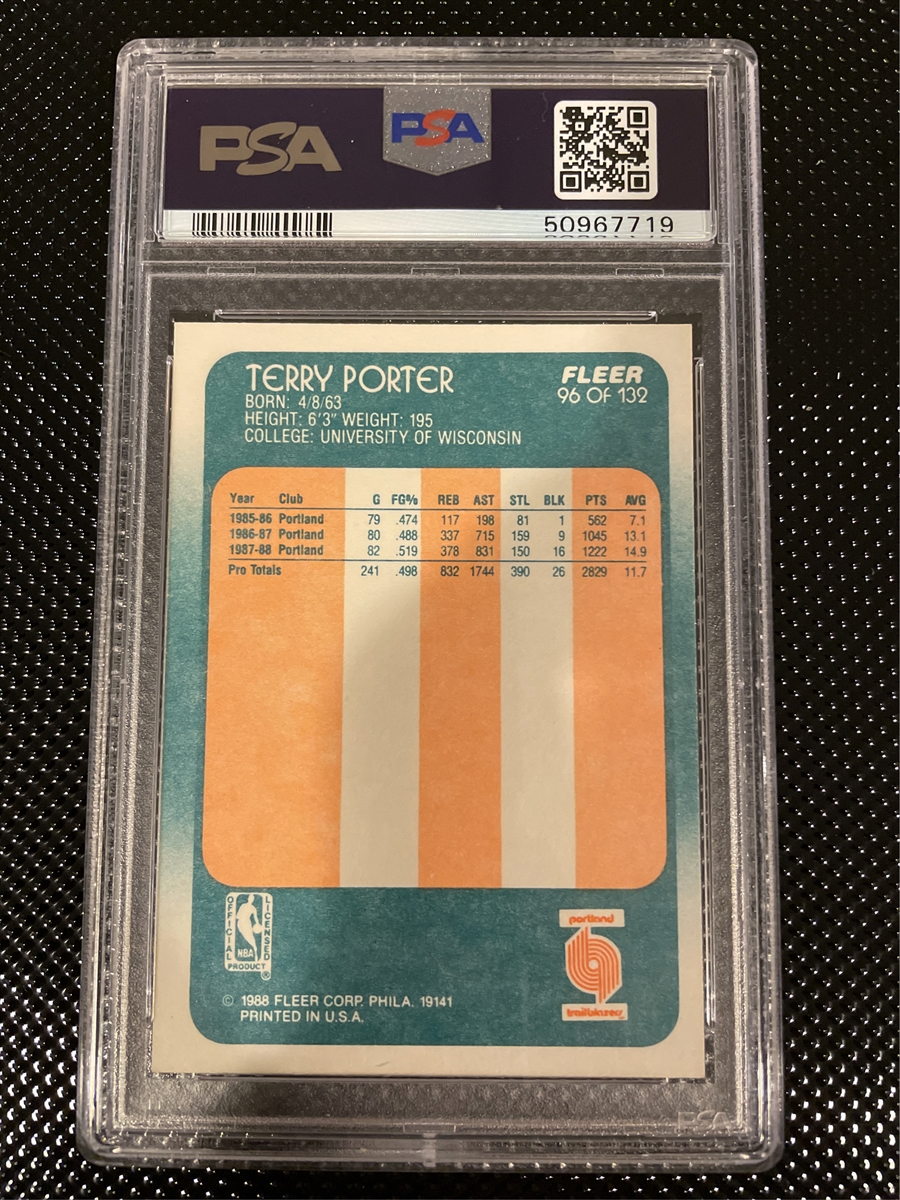 PSA PSA
50967719
TERRY PORTER
BORN: 4/8/63
HEIGHT: 6'3" WEIGHT: 195
COLLEGE: UNIVERSITY OF WISCONSIN
FLEER
96 OF 132
Year Club G FG% REB AST STL BLK PTS AVG
1985-86 Portland 79 .474 117 198 81 1 562 7.1
1986-87 Portland 80 .488 337 715 159 9 1045 13.1
1987-88 Portland 82 .519 378 831 150 16 1222 14.9
Pro Totals 241 .498 832 1744 390 26 2829 11.7
OFFICIAL LICENSED
NBA
PRODUCT ®
portland
trailblazers
© 1988 FLEER CORP. PHILA. 19141
PRINTED IN U.S.A.
PSA